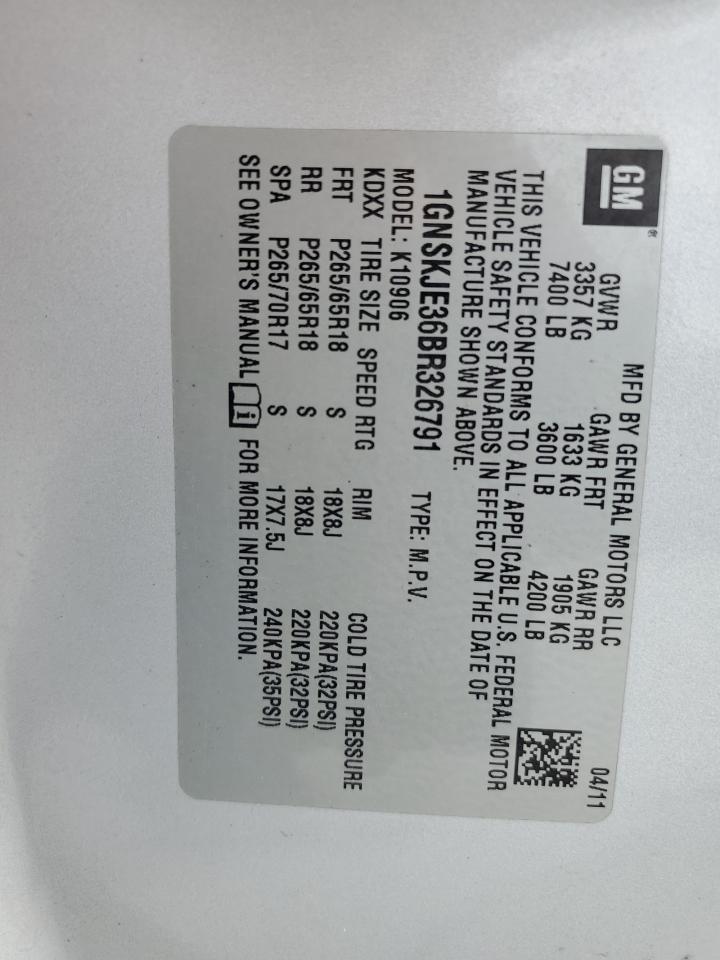 GM®
MFD BY GENERAL MOTORS LLC 04/11
GVWR GAWR FRT GAWR RR
3357 KG 1633 KG 1905 KG
7400 LB 3600 LB 4200 LB
THIS VEHICLE CONFORMS TO ALL APPLICABLE U.S. FEDERAL MOTOR
VEHICLE SAFETY STANDARDS IN EFFECT ON THE DATE OF
MANUFACTURE SHOWN ABOVE.
1GNSKJE36BR326791 TYPE: M.P.V.
MODEL: K10906
KDXX TIRE SIZE SPEED RTG RIM COLD TIRE PRESSURE
FRT P265/65R18 S 18X8J 220KPA(32PSI)
RR P265/65R18 S 18X8J 220KPA(32PSI)
SPA P265/70R17 S 17X7.5J 240KPA(35PSI)
SEE OWNER'S MANUAL i FOR MORE INFORMATION.